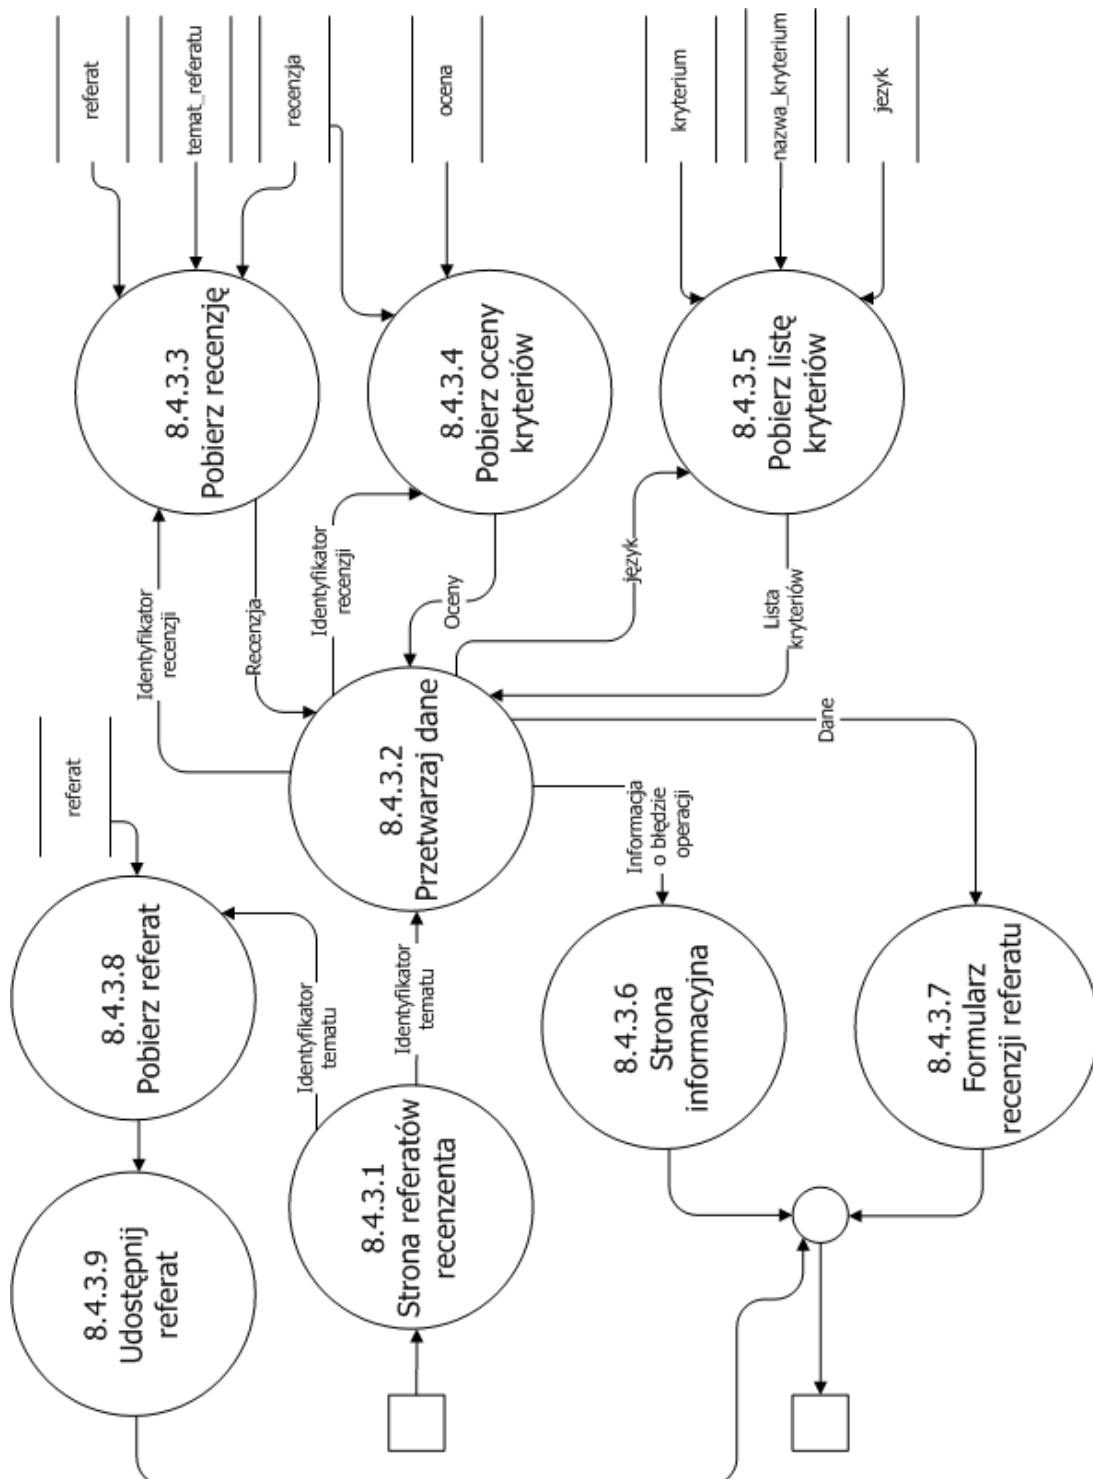 8.4.3.9
Udostępnij
referat
8.4.3.8
Pobierz referat
referat
Identyfikator
recenzji
8.4.3.3
Pobierz recenzję
referat
temat_referatu
recenzja
Recenzja
Identyfikator
tematu
Identyfikator
recenzji
8.4.3.1
Strona referatów
recenzenta
Identyfikator
tematu
8.4.3.2
Przetwarzaj dane
Oceny
8.4.3.4
Pobierz oceny
kryteriów
ocena
język
8.4.3.6
Strona
informacyjna
Informacja
o błędzie
operacji
Lista
kryteriów
8.4.3.5
Pobierz listę
kryteriów
kryterium
nazwa_kryterium
jezyk
Dane
8.4.3.7
Formularz
recenzji referatu